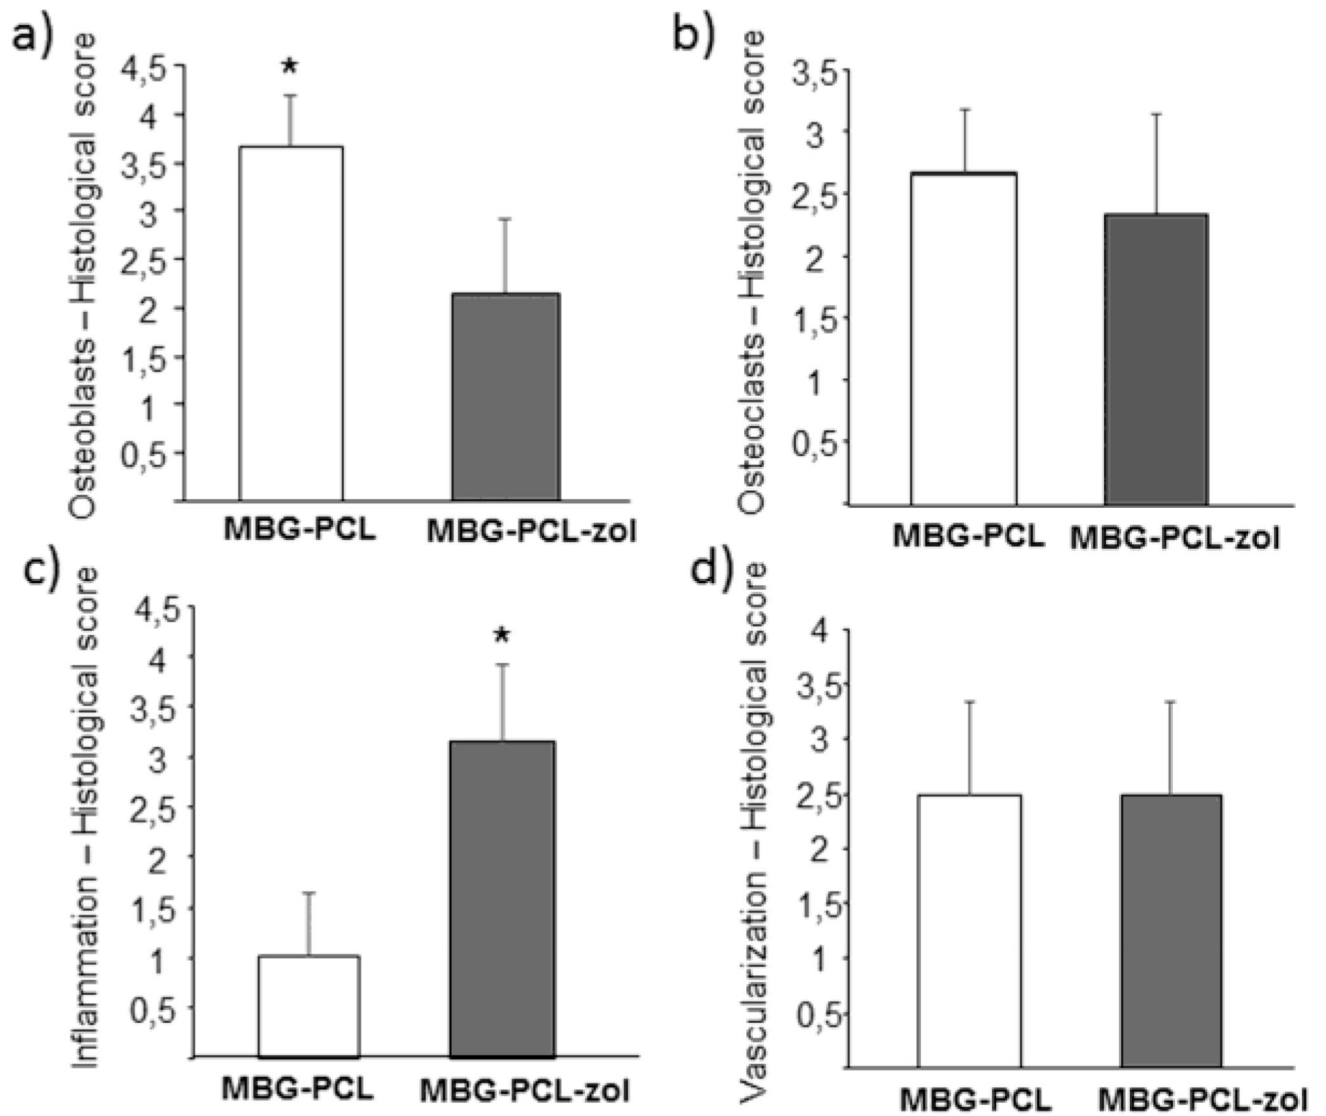 a)
Osteoblasts – Histological score
4,5
4
3,5
3
2,5
2
1,5
1
0,5
*
MBG-PCL
MBG-PCL-zol
b)
Osteoclasts – Histological score
3,5
3
2,5
2
1,5
1
0,5
MBG-PCL
MBG-PCL-zol
c)
Inflammation – Histological score
4,5
4
3,5
3
2,5
2
1,5
1
0,5
*
MBG-PCL
MBG-PCL-zol
d)
Vascularization – Histological score
4
3,5
3
2,5
2
1,5
1
0,5
MBG-PCL
MBG-PCL-zol